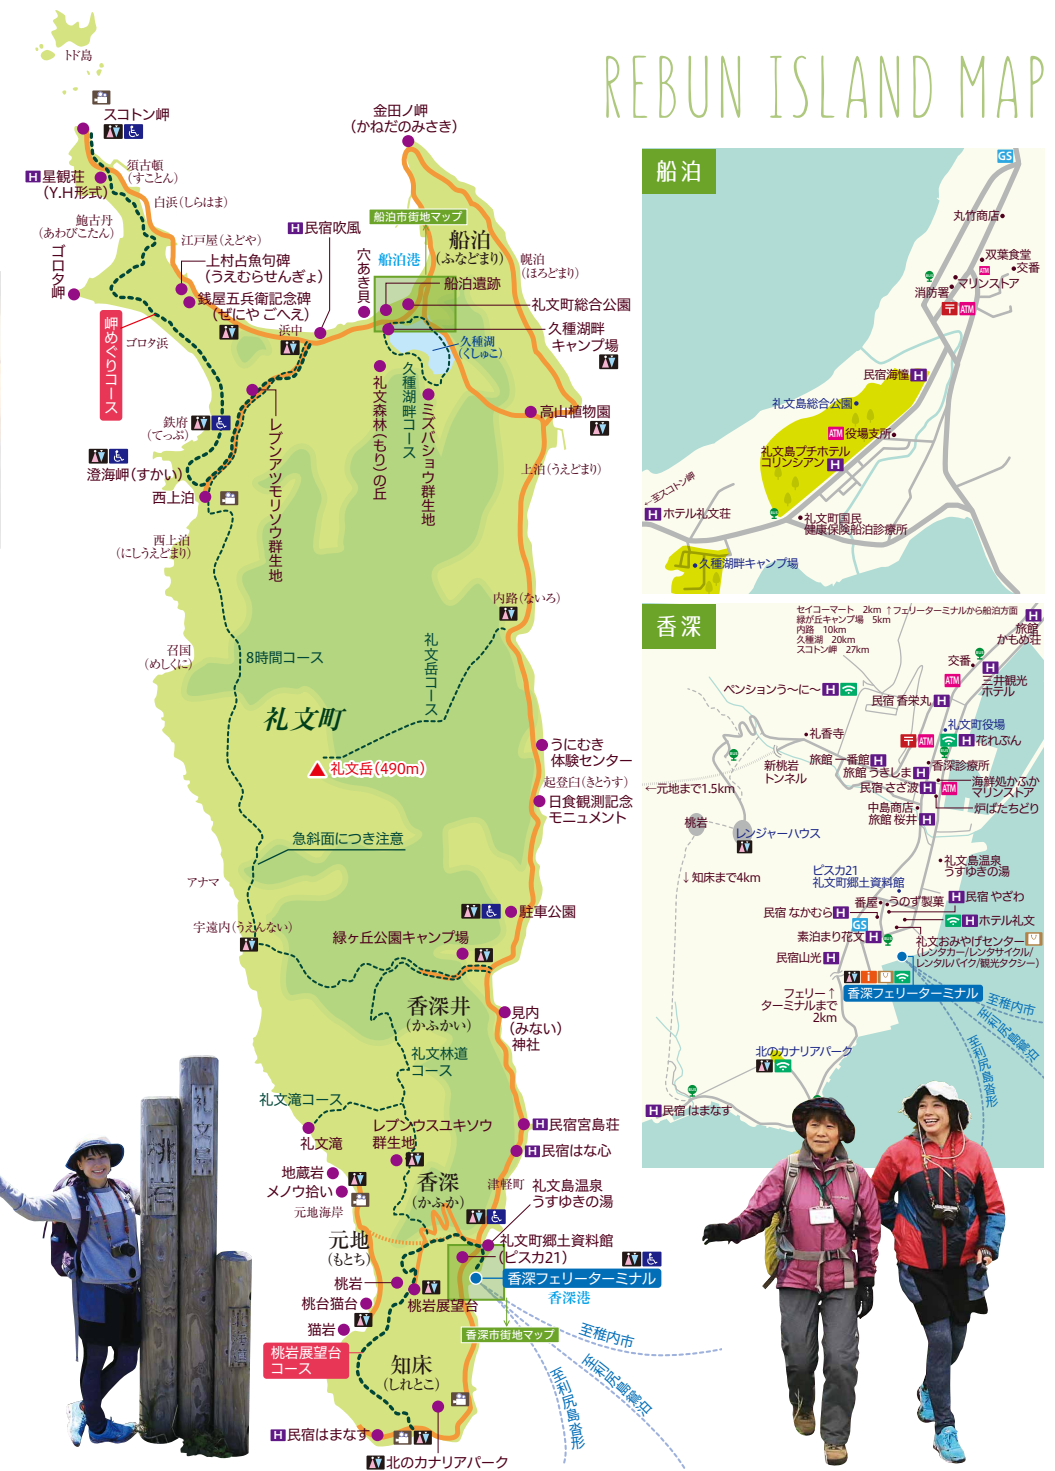 REBUN ISLAND MAP
トド島
スコトン岬
金田ノ岬
(かねだのみさき)
須古頓
(すことん)
H星観荘
(Y.H形式)
白浜(しらはま)
鮑古丹
(あわびこたん)
ゴロタ岬
江戸屋(えどや)
上村占魚句碑
(うえむらせんぎょ)
銭屋五兵衛記念碑
(ぜにや ごへえ)
岬めぐりコース
ゴロタ浜
浜中
H民宿吹風
穴あき貝
船泊市街地マップ
船泊港
船泊
(ふなどまり)
幌泊
(ほろどまり)
船泊遺跡
礼文町総合公園
久種湖畔
キャンプ場
久種湖
(くしゅこ)
久種湖畔コース
礼文森林(もり)の丘
ミズバショウ群生地
高山植物園
上泊(うえどまり)
鉄府
(てっぷ)
澄海岬(すかい)
西上泊
レブンアツモリソウ群生地
西上泊
(にしうえどまり)
内路(ないろ)
召国
(めしくに)
8時間コース
礼文岳コース
礼文町
礼文岳(490m)
うにむき
体験センター
起登臼(きとうす)
日食観測記念
モニュメント
急斜面につき注意
アナマ
駐車公園
宇遠内(うえんない)
緑ヶ丘公園キャンプ場
香深井
(かふかい)
見内
(みない)
神社
礼文林道
コース
礼文滝コース
礼文滝
レブンウスユキソウ
群生地
H民宿宮島荘
H民宿はな心
地蔵岩
メノウ拾い
元地海岸
香深
(かふか)
津軽町
礼文島温泉
うすゆきの湯
元地
(もとち)
礼文町郷土資料館
(ピスカ21)
香深フェリーターミナル
香深港
桃岩
桃台猫台
桃岩展望台
猫岩
香深市街地マップ
桃岩展望台
コース
知床
(しれとこ)
至稚内市
至利尻島鴛泊
至利尻島沓形
H民宿はまなす
北のカナリアパーク
桃岩
礼文島
船泊
GS
丸竹商店
双葉食堂
ATM
交番
BUS
マリンストア
消防署
〒 ATM
民宿海憧H
礼文島総合公園
ATM 役場支所
礼文島プチホテル
コリンシアンH
←至スコトン岬
Hホテル礼文荘
BUS
礼文町国民
健康保険船泊診療所
久種湖畔キャンプ場
香深
セイコーマート 2km ↑フェリーターミナルから船泊方面
緑が丘キャンプ場 5km
内路 10km
久種湖 20km
スコトン岬 27km
H
旅館
かもめ荘
BUS
交番
H
ATM
三井観光
ホテル
ペンションう〜に〜H
民宿 香栄丸H
礼香寺
礼文町役場
〒 ATM H花れぶん
BUS
新桃岩
トンネル
旅館 一番館H
香深診療所
旅館 うきしまH
海鮮処かふか
民宿 ささ波H ATM マリンストア
←元地まで1.5km
中島商店
炉ばたちどり
旅館 桜井H
桃岩
レンジャーハウス
↓知床まで4km
礼文島温泉
うすゆきの湯
ピスカ21
礼文町郷土資料館
番屋
うのず製菓
H民宿 やざわ
民宿 なかむらH
GS
Hホテル礼文
素泊まり花文H BUS
礼文おみやげセンター
(レンタカー/レンタサイクル/
レンタルバイク/観光タクシー)
民宿山光H
香深フェリーターミナル
フェリー↑
ターミナルまで
2km
至稚内市
至利尻島鴛泊
至利尻島沓形
北のカナリアパーク
BUS
H民宿 はまなす